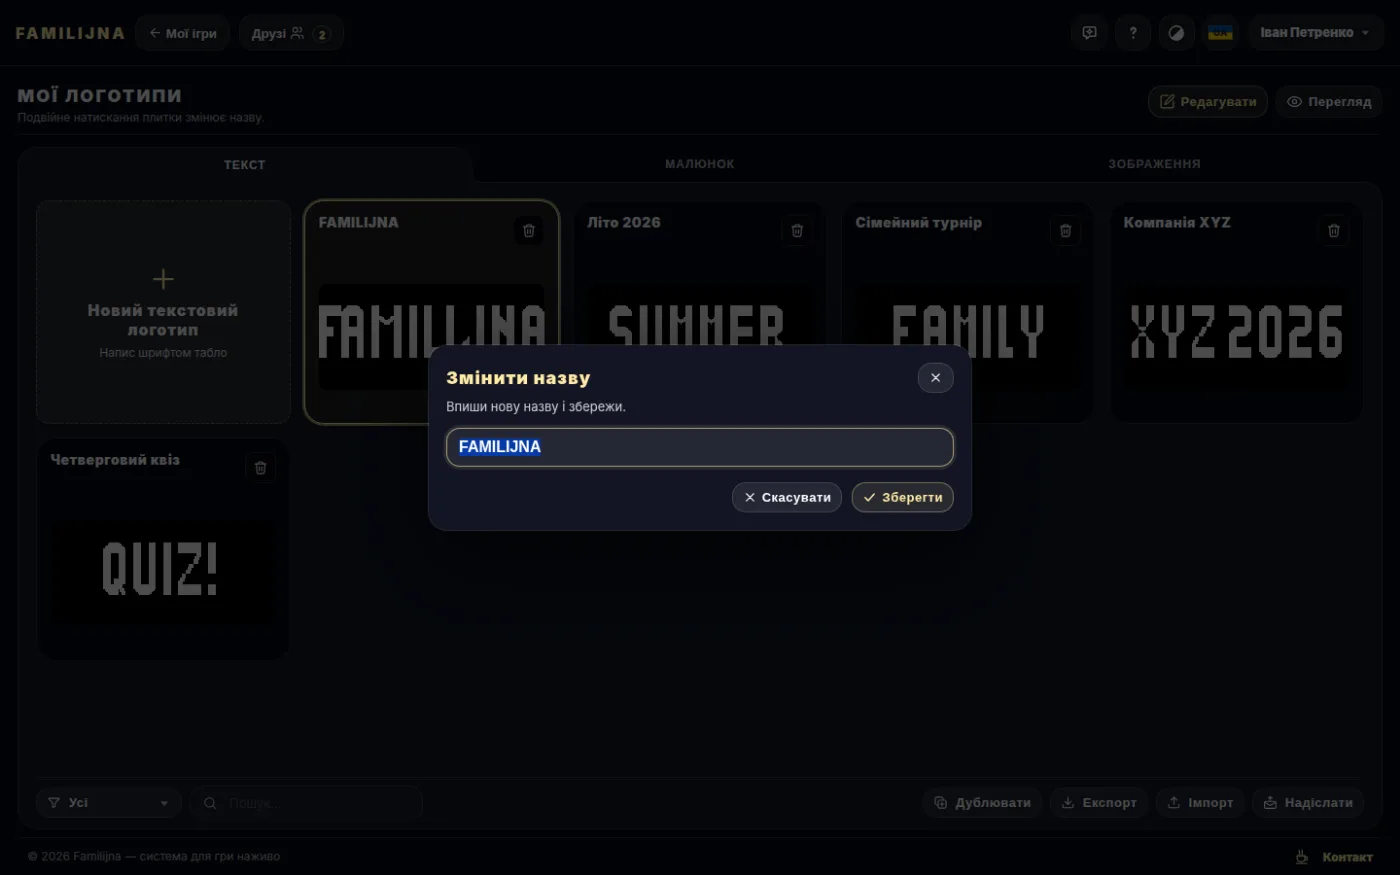 FAMILIJNA
Мої ігри
Друзі 2
?
Іван Петренко
МОЇ ЛОГОТИПИ
Подвійне натискання плитки змінює назву.
Редагувати
Перегляд
ТЕКСТ
МАЛЮНОК
ЗОБРАЖЕННЯ
Новий текстовий
логотип
Напис шрифтом табло
FAMILIJNA
FAMILIJNA
Літо 2026
SUMMER
Сімейний турнір
FAMILY
Компанія XYZ
XYZ 2026
Четверговий квіз
QUIZ!
Змінити назву
Впиши нову назву і збережи.
FAMILIJNA
Скасувати
Зберегти
Усі
Пошук...
Дублювати
Експорт
Імпорт
Надіслати
© 2026 Familijna — система для гри наживо
Контакт